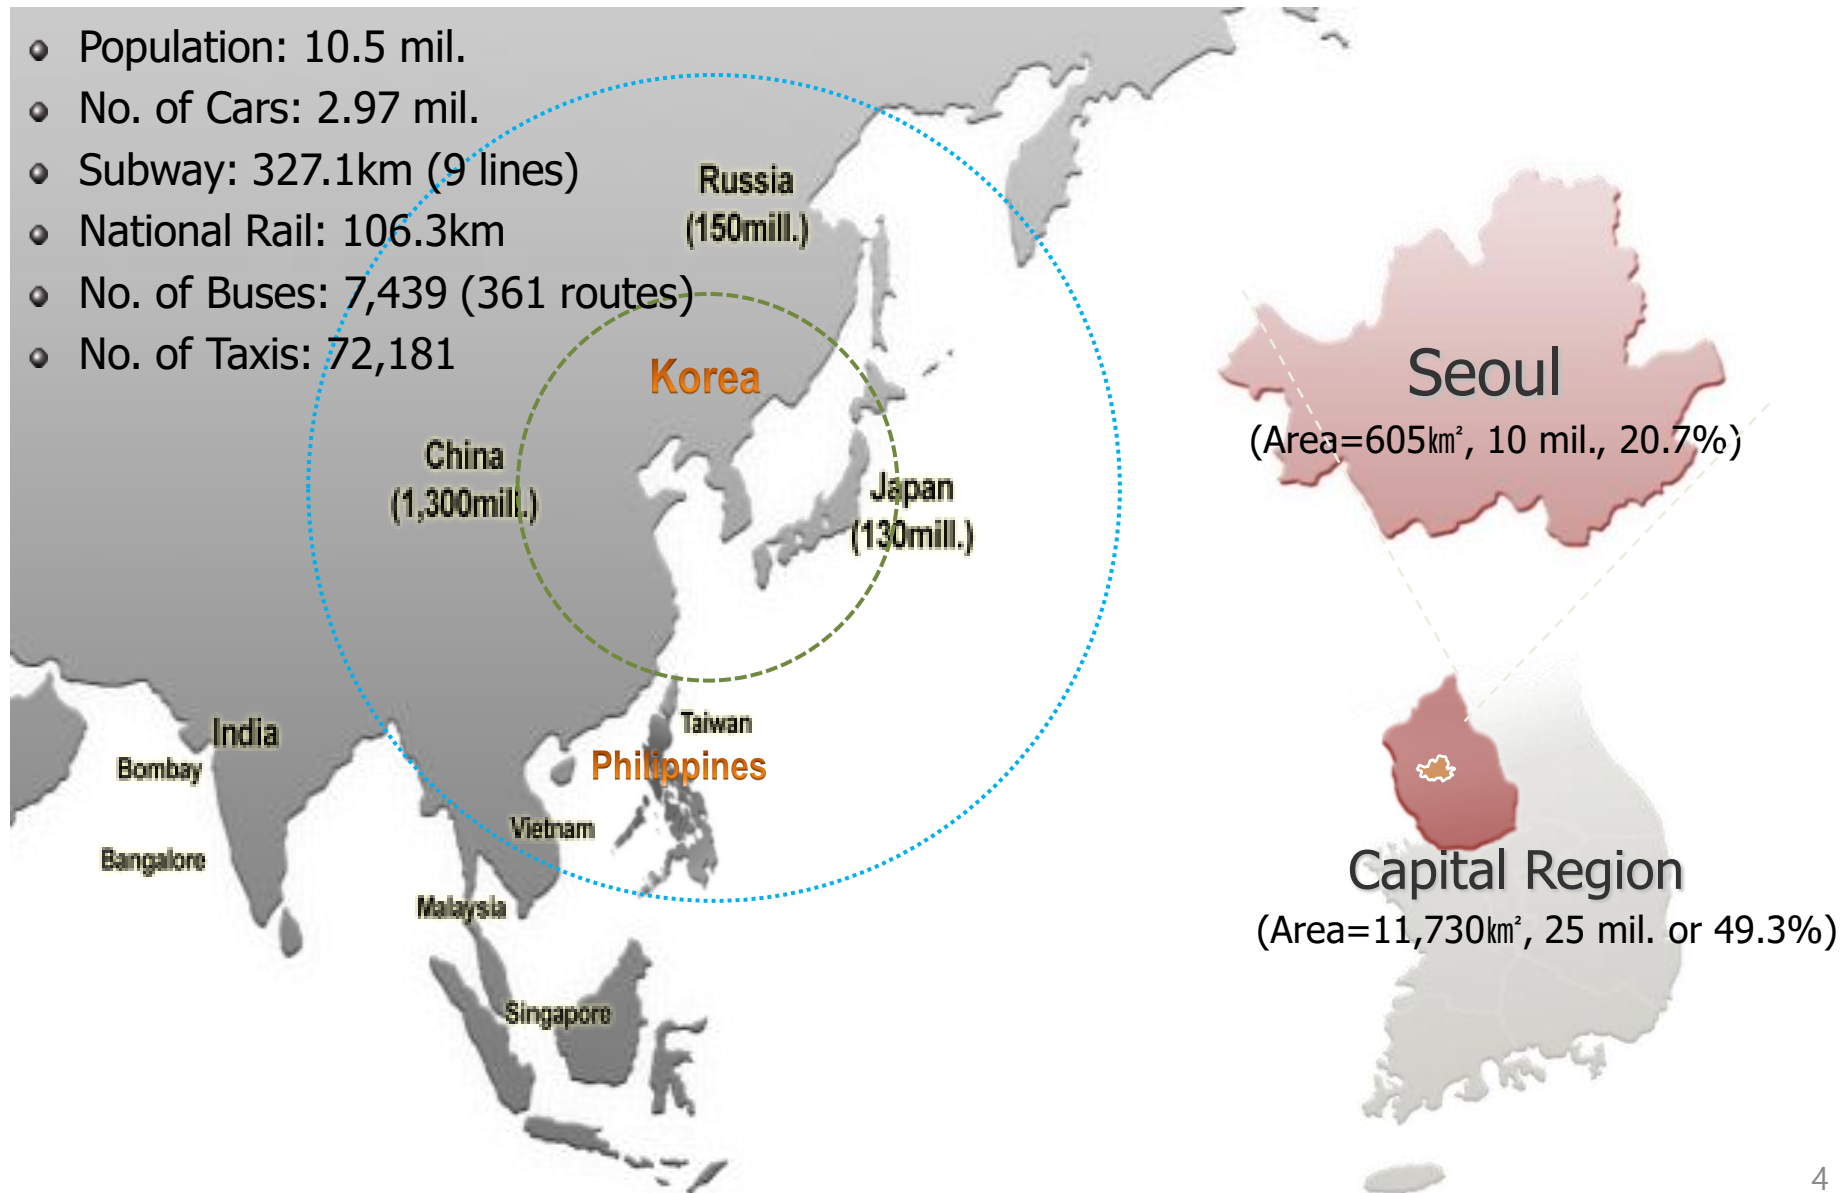 Population: 10.5 mil.
No. of Cars: 2.97 mil.
Subway: 327.1km (9 lines)
National Rail: 106.3km
No. of Buses: 7,439 (361 routes)
No. of Taxis: 72,181
Russia
(150mill.)
Korea
China
(1,300mill.)
Japan
(130mill.)
India
Bombay
Bangalore
Taiwan
Philippines
Vietnam
Malaysia
Singapore
Seoul
(Area=605㎢, 10 mil., 20.7%)
Capital Region
(Area=11,730㎢, 25 mil. or 49.3%)
4